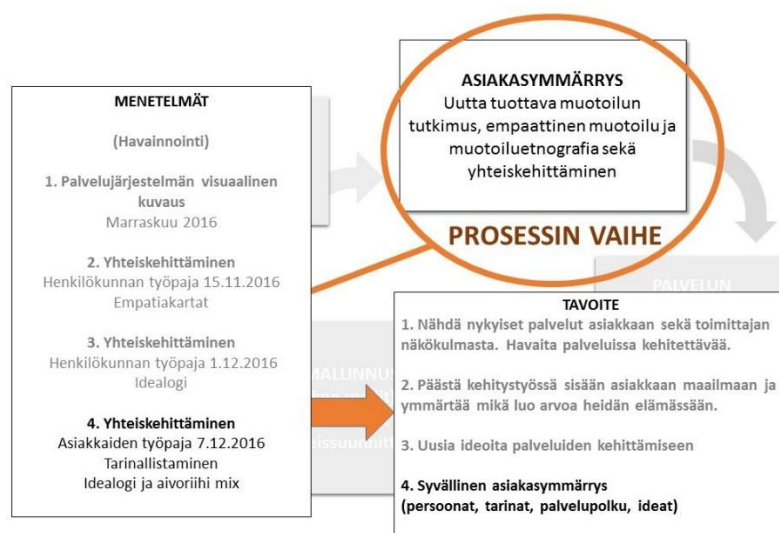 MENETELMÄT
(Havainnointi)
1. Palvelujärjestelmän visuaalinen
kuvaus
Marraskuu 2016
2. Yhteiskehittäminen
Henkilökunnan työpaja 15.11.2016
Empatiakartat
3. Yhteiskehittäminen
Henkilökunnan työpaja 1.12.2016
Idealogi
4. Yhteiskehittäminen
Asiakkaiden työpaja 7.12.2016
Tarinallistaminen
Idealogi ja aivoriihi mix
ASIAKASYMMÄRRYS
Uutta tuottava muotoilun
tutkimus, empaattinen muotoilu ja
muotoiluetnografia sekä
yhteiskehittäminen
PROSESSIN VAIHE
PALVELUN
MALLINNUS
TAVOITE
1. Nähdä nykyiset palvelut asiakkaan sekä toimittajan
näkökulmasta. Havaita palveluissa kehitettävää.
2. Päästä kehitystyössä sisään asiakkaan maailmaan ja
ymmärtää mikä luo arvoa heidän elämässään.
3. Uusia ideoita palveluiden kehittämiseen
4. Syvällinen asiakasymmärrys
(persoonat, tarinat, palvelupolku, ideat)